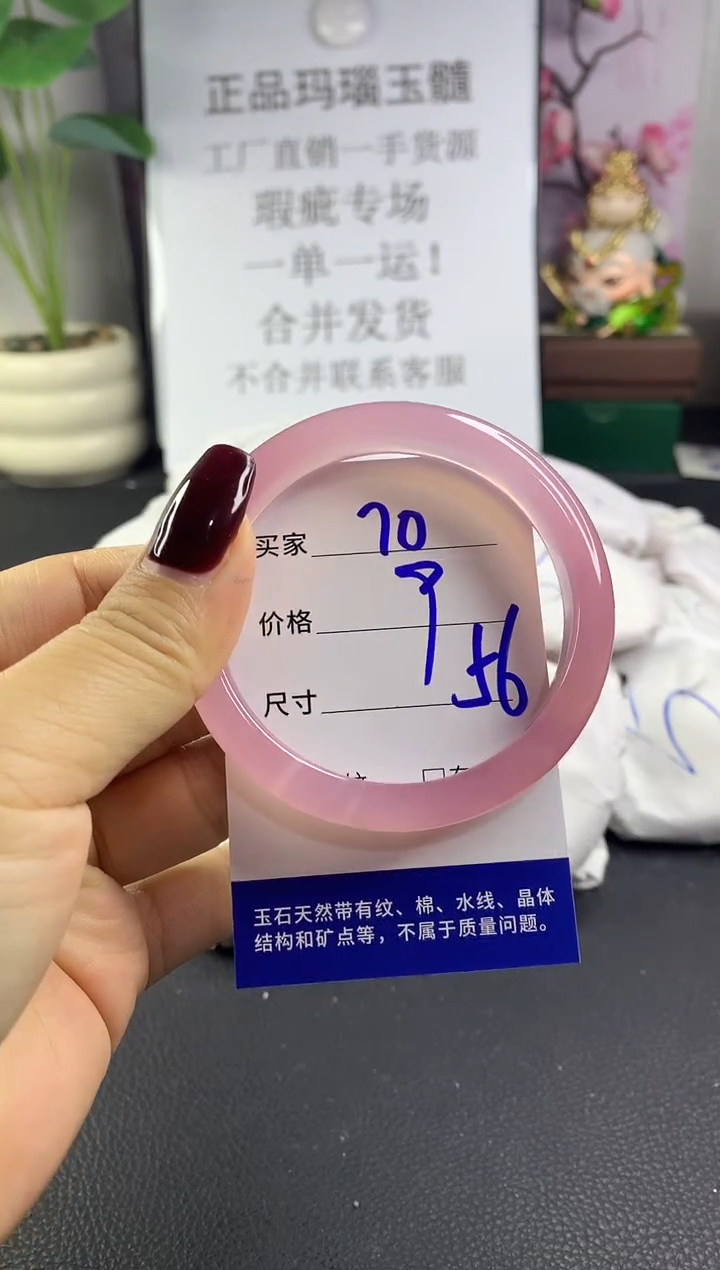 正品玛瑙玉髓
工厂直销一手货源
瑕疵专场
一单一运！
合并发货
不合并联系客服
买家 70
价格
尺寸 56
玉石天然带有纹、棉、水线、晶体
结构和矿点等，不属于质量问题。